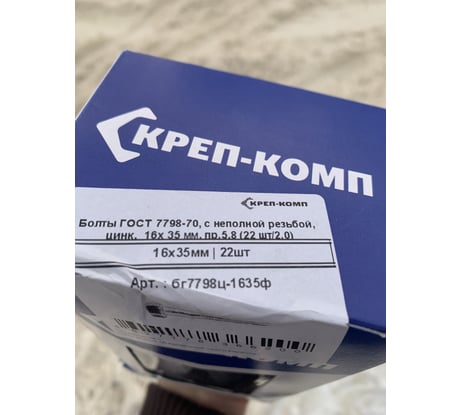 КРЕП-КОМП
КРЕП-КОМП
Болты ГОСТ 7798-70, с неполной резьбой,
цинк. 16х 35 мм, пр.5.8 (22 шт/2.0)
16х35мм | 22шт
Арт. : бг7798ц-1635ф
КОМП